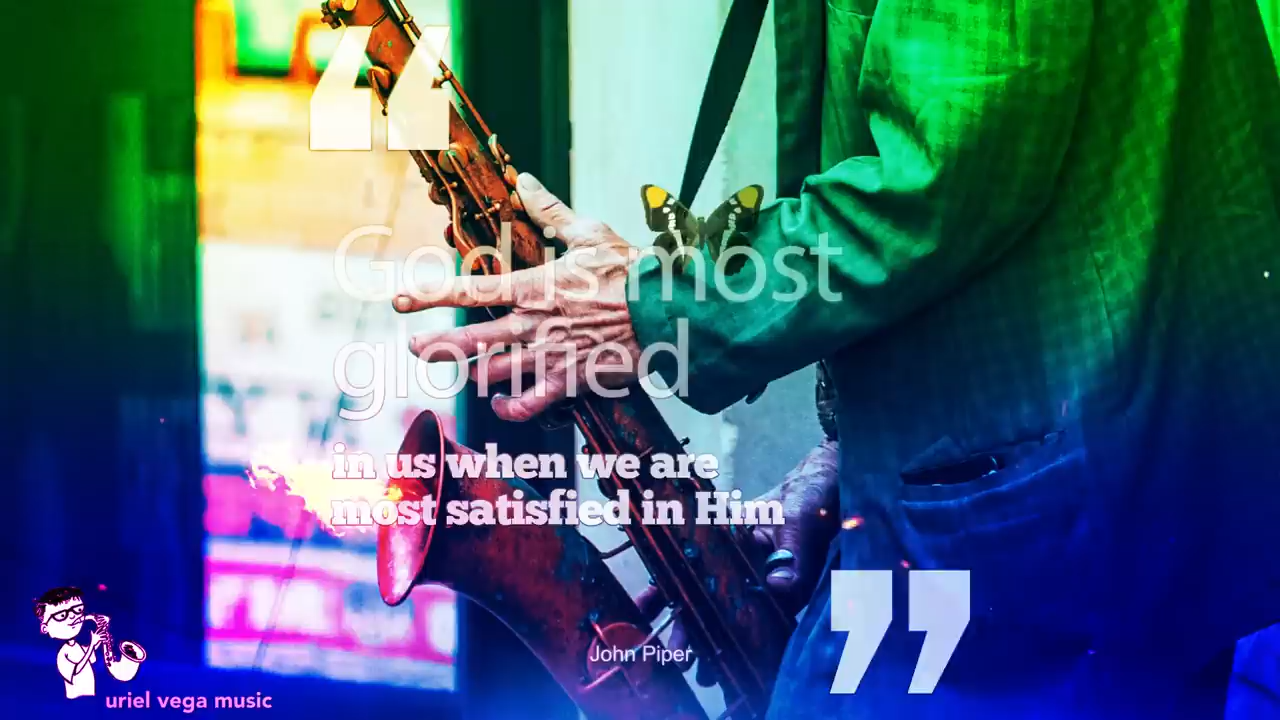 “
God is most
glorified
in us when we are
most satisfied in Him
”
John Piper
uriel vega music